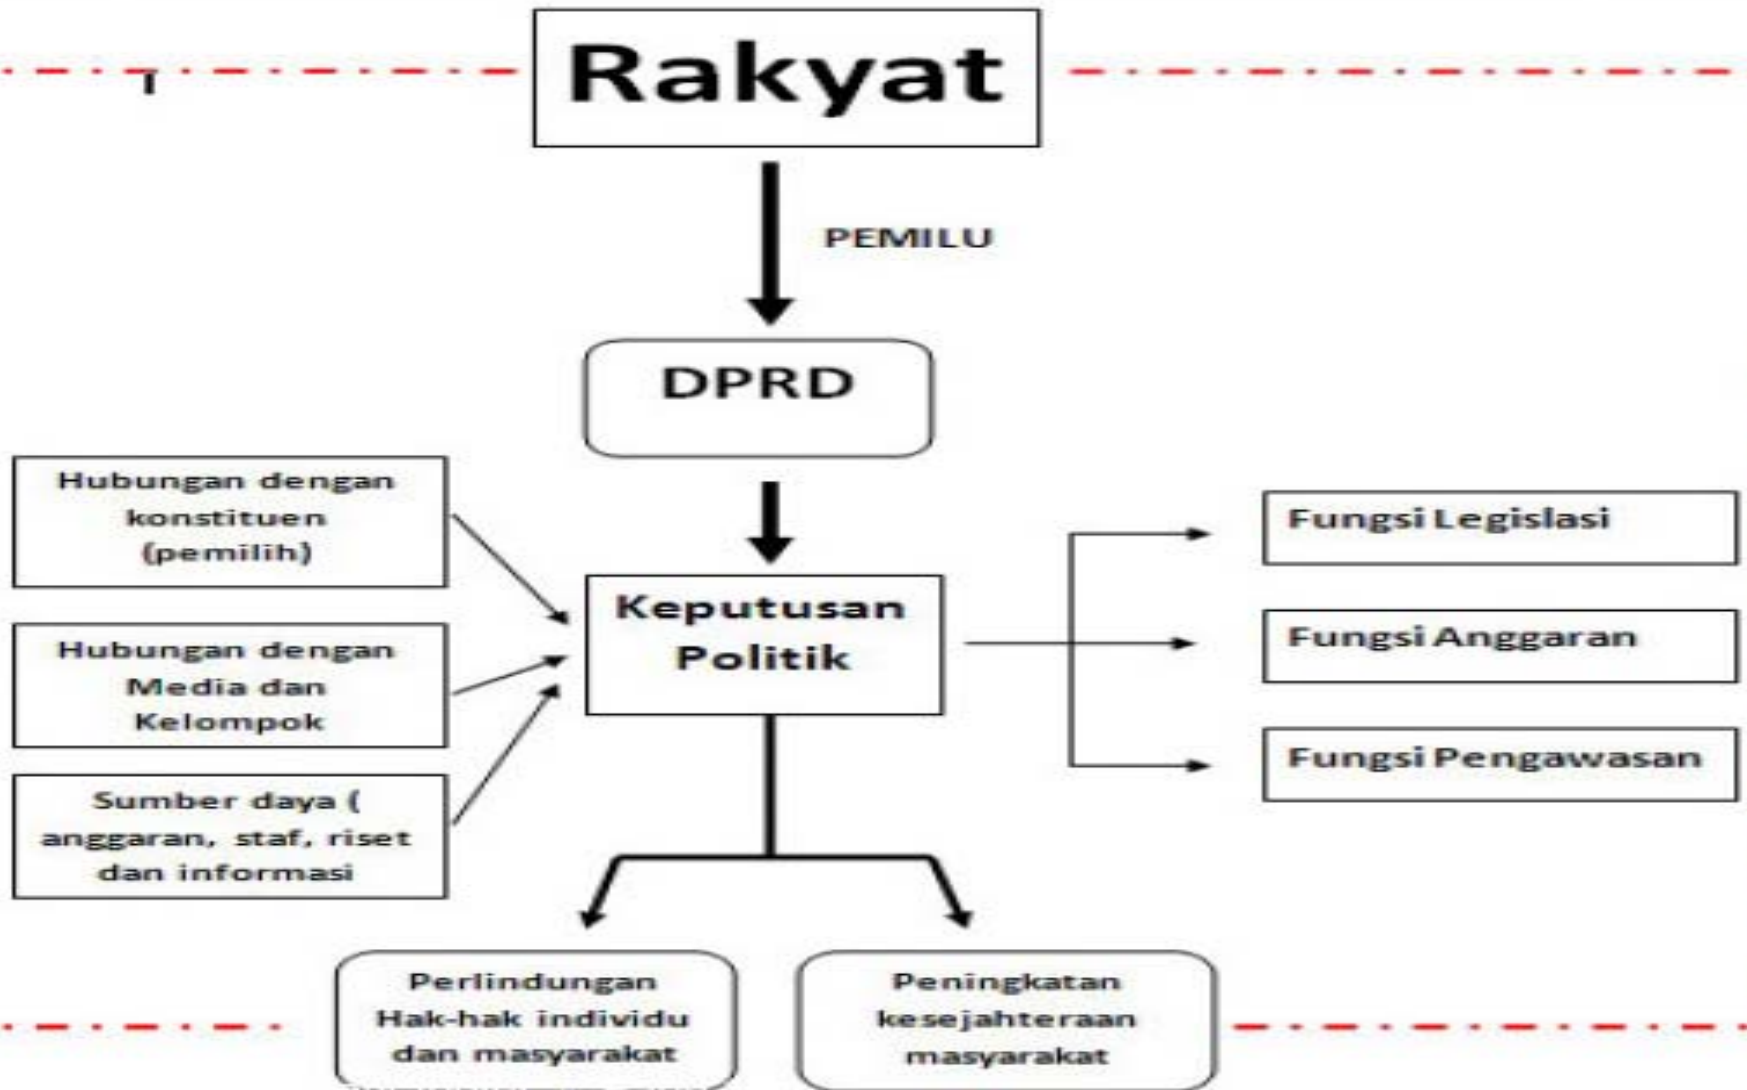 Rakyat
PEMILU
DPRD
Hubungan dengan
konstituen
(pemilih)
Hubungan dengan
Media dan
Kelompok
Sumber daya (
anggaran, staf, riset
dan informasi
Keputusan
Politik
Fungsi Legislasi
Fungsi Anggaran
Fungsi Pengawasan
Perlindungan
Hak-hak individu
dan masyarakat
Peningkatan
kesejahteraan
masyarakat